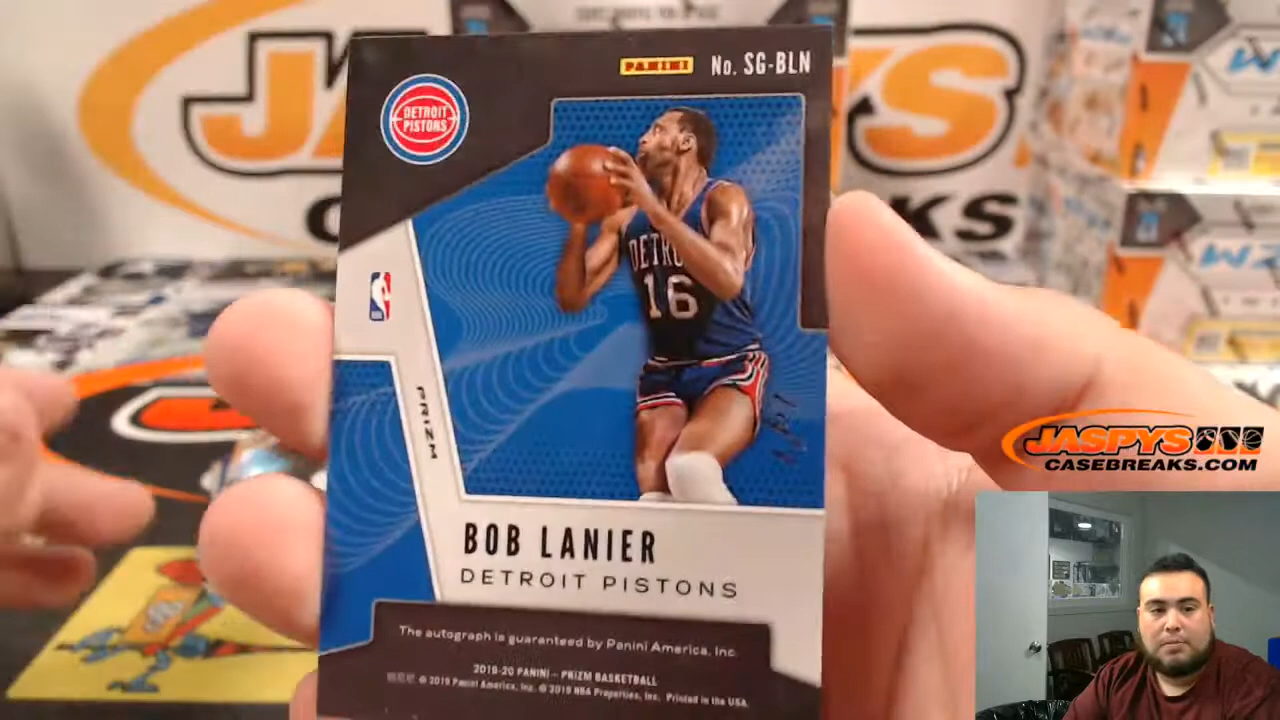 PANINI No. SG-BLN
DETROIT
PISTONS
DETRO
16
PRIZM
BOB LANIER
DETROIT PISTONS
The autograph is guaranteed by Panini America, Inc.
2019-20 PANINI – PRIZM BASKETBALL
© 2019 Panini America, Inc. © 2019 NBA Properties, Inc. Printed in the USA.
JASPYS
CASEBREAKS.COM